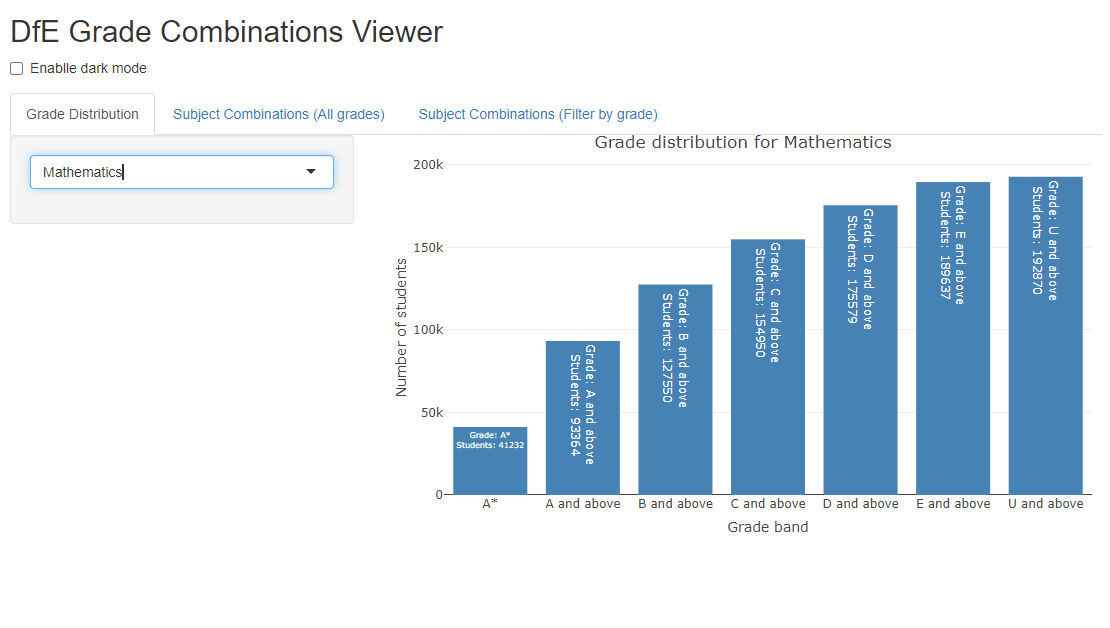 DfE Grade Combinations Viewer
Enablle dark mode
Grade Distribution
Subject Combinations (All grades)
Subject Combinations (Filter by grade)
Mathematics
Grade distribution for Mathematics
Number of students
200k
150k
100k
50k
0
Grade: A*
Students: 41232
Grade: A and above
Students: 93364
Grade: B and above
Students: 127550
Grade: C and above
Students: 154950
Grade: D and above
Students: 175579
Grade: E and above
Students: 189637
Grade: U and above
Students: 192870
A*
A and above
B and above
C and above
D and above
E and above
U and above
Grade band